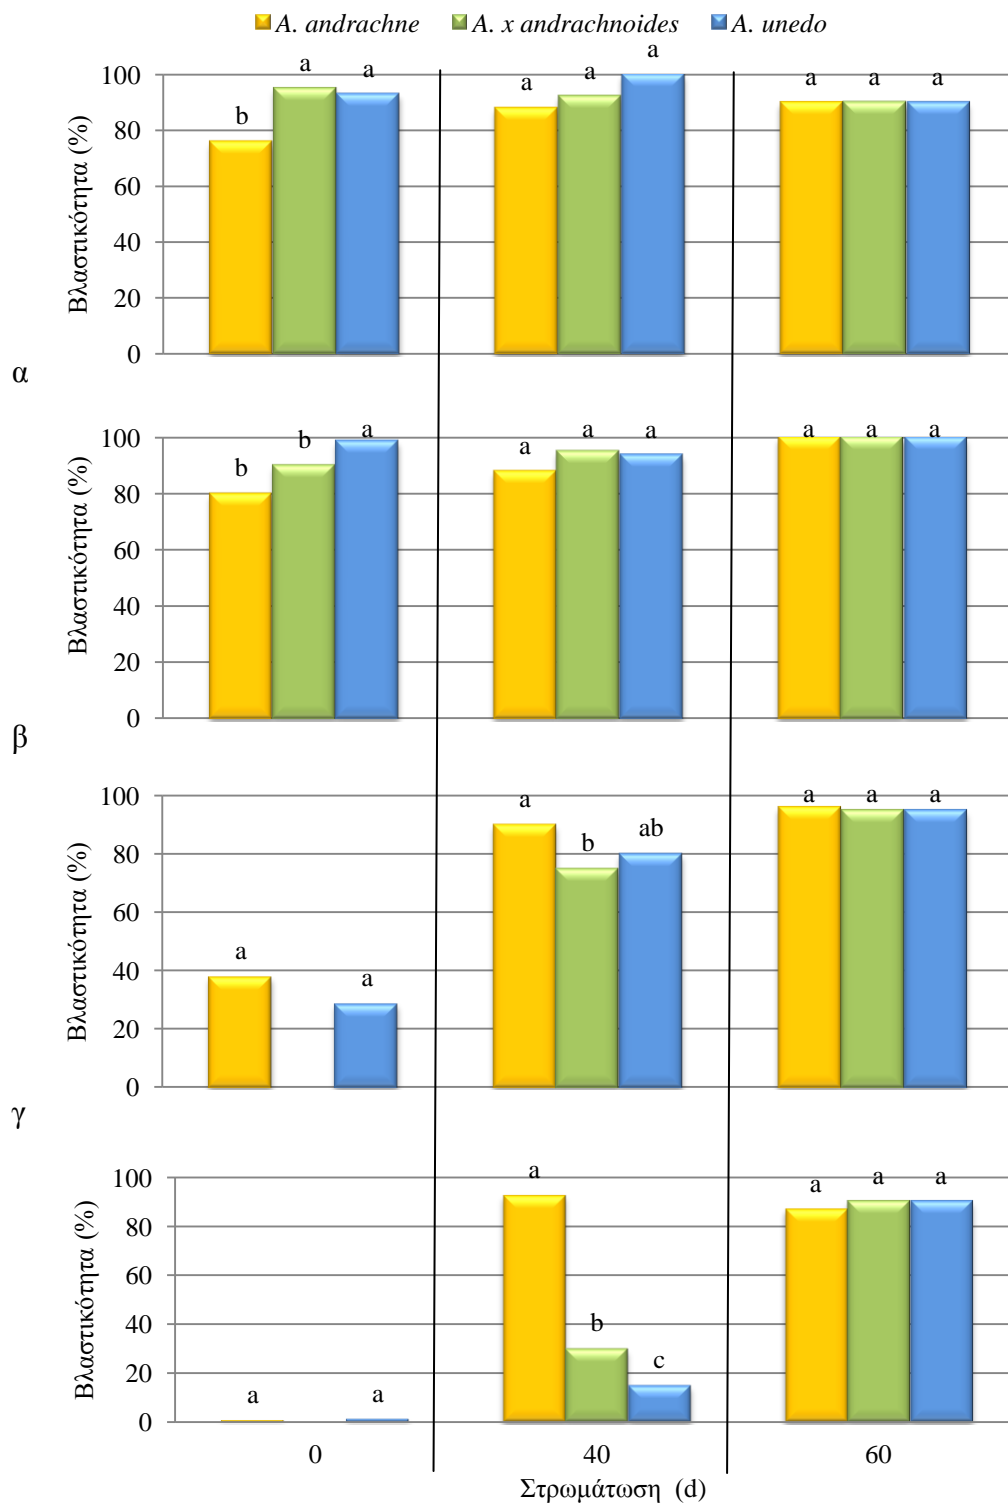 A. andrachne A. x andrachnoides A. unedo
a a a a a a a
b a
100
80
60
40
20
0
Βλαστικότητα (%)
α
b b a a a a a a a
100
80
60
40
20
0
Βλαστικότητα (%)
β
a a a b ab a a a
100
80
60
40
20
0
Βλαστικότητα (%)
γ
a a a b c a a a
100
80
60
40
20
0
Βλαστικότητα (%)
0 40 60
Στρωμάτωση (d)